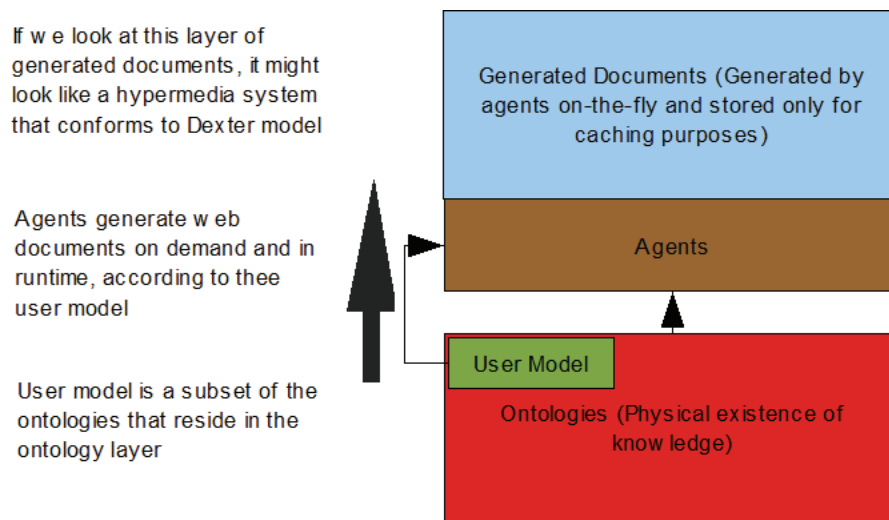 If we look at this layer of
generated documents, it might
look like a hypermedia system
that conforms to Dexter model
Generated Documents (Generated by
agents on-the-fly and stored only for
caching purposes)
Agents generate web
documents on demand and in
runtime, according to thee
user model
Agents
User model is a subset of the
ontologies that reside in the
ontology layer
User Model
Ontologies (Physical existence of
knowledge)